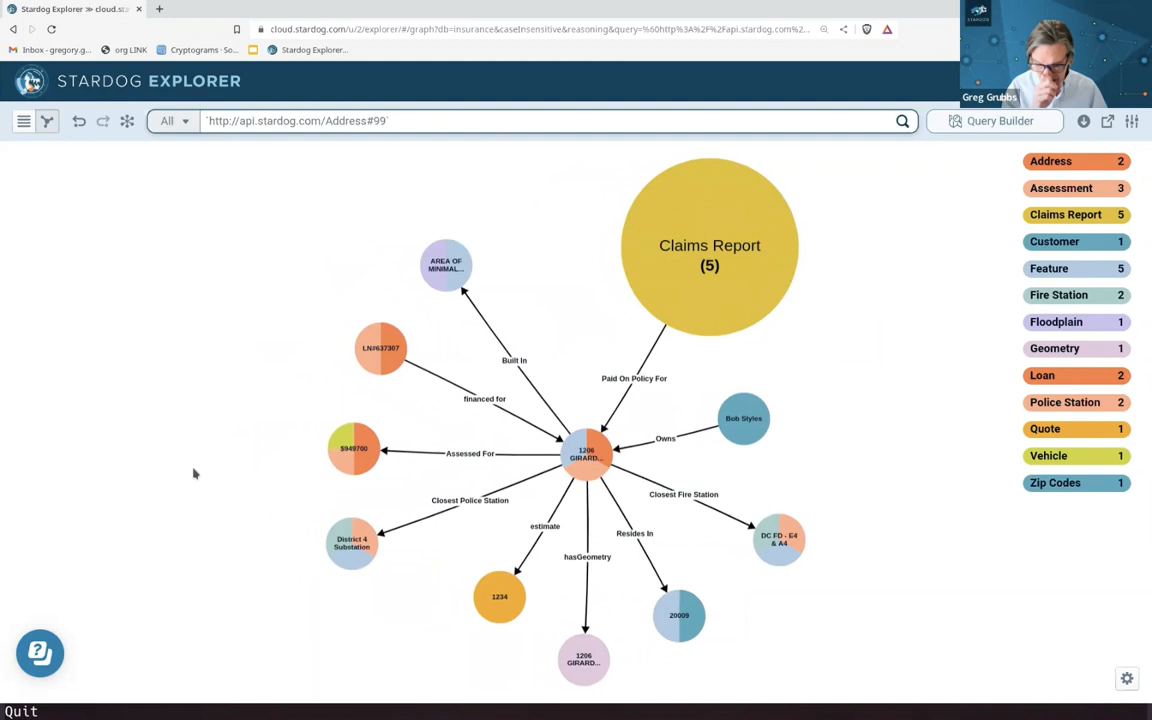 Stardog Explorer ≫ cloud.st
cloud.stardog.com/u/2/explorer/#/graph?db=insurance&caseInsensitive&reasoning&query=%60http%3A%2F%2Fapi.stardog.com%2...
Inbox - gregory.g...
org LINK
Cryptograms - So...
Stardog Explorer...
STARDOG
Greg Grubbs
STARDOG EXPLORER
All
`http://api.stardog.com/Address#99`
Query Builder
Claims Report
(5)
AREA OF
MINIMAL...
LN#637307
Built In
financed for
Paid On Policy For
Bob Styles
Owns
$949700
Assessed For
1206
GIRARD...
Closest Police Station
Closest Fire Station
District 4
Substation
estimate
hasGeometry
Resides In
DC FD - E4
& A4
1234
20009
1206
GIRARD...
Address 2
Assessment 3
Claims Report 5
Customer 1
Feature 5
Fire Station 2
Floodplain 1
Geometry 1
Loan 2
Police Station 2
Quote 1
Vehicle 1
Zip Codes 1
Quit